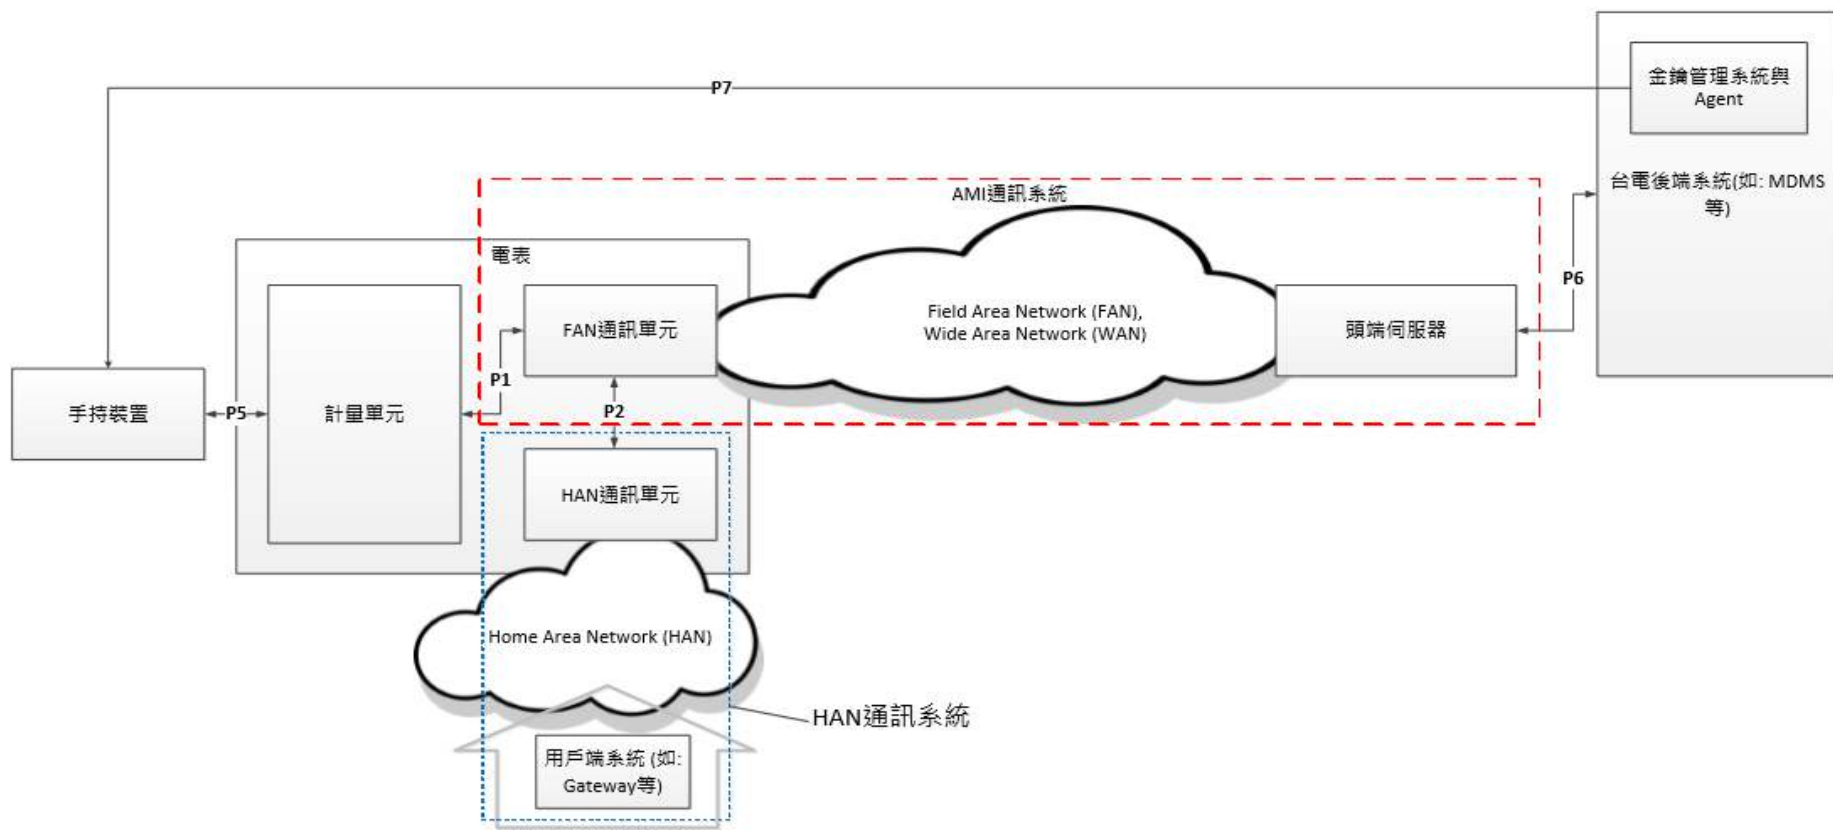 金鑰管理系統與
Agent
P7
台電後端系統(如: MDMS
等)
AMI通訊系統
電表
P6
Field Area Network (FAN),
Wide Area Network (WAN)
FAN通訊單元
頭端伺服器
P1
手持裝置
P5
計量單元
P2
HAN通訊單元
Home Area Network (HAN)
HAN通訊系統
用戶端系統 (如:
Gateway等)